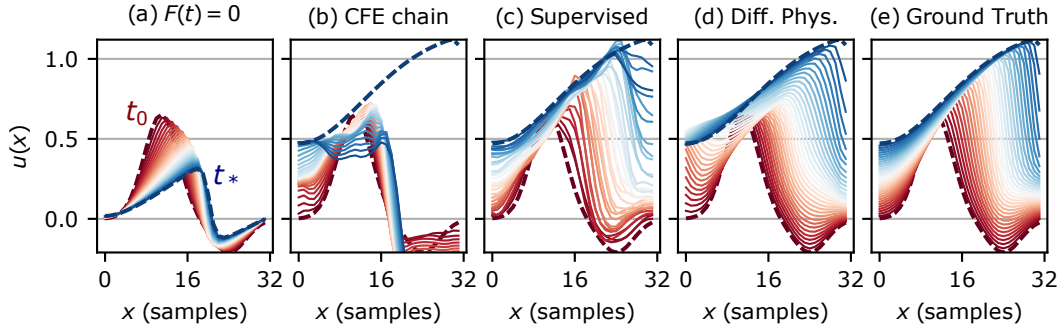 (a) F(t) = 0
(b) CFE chain
(c) Supervised
(d) Diff. Phys.
(e) Ground Truth
u(x)
1.0
0.5
0.0
t0
t*
0 16 32
0 16 32
0 16 32
0 16 32
0 16 32
x (samples)
x (samples)
x (samples)
x (samples)
x (samples)